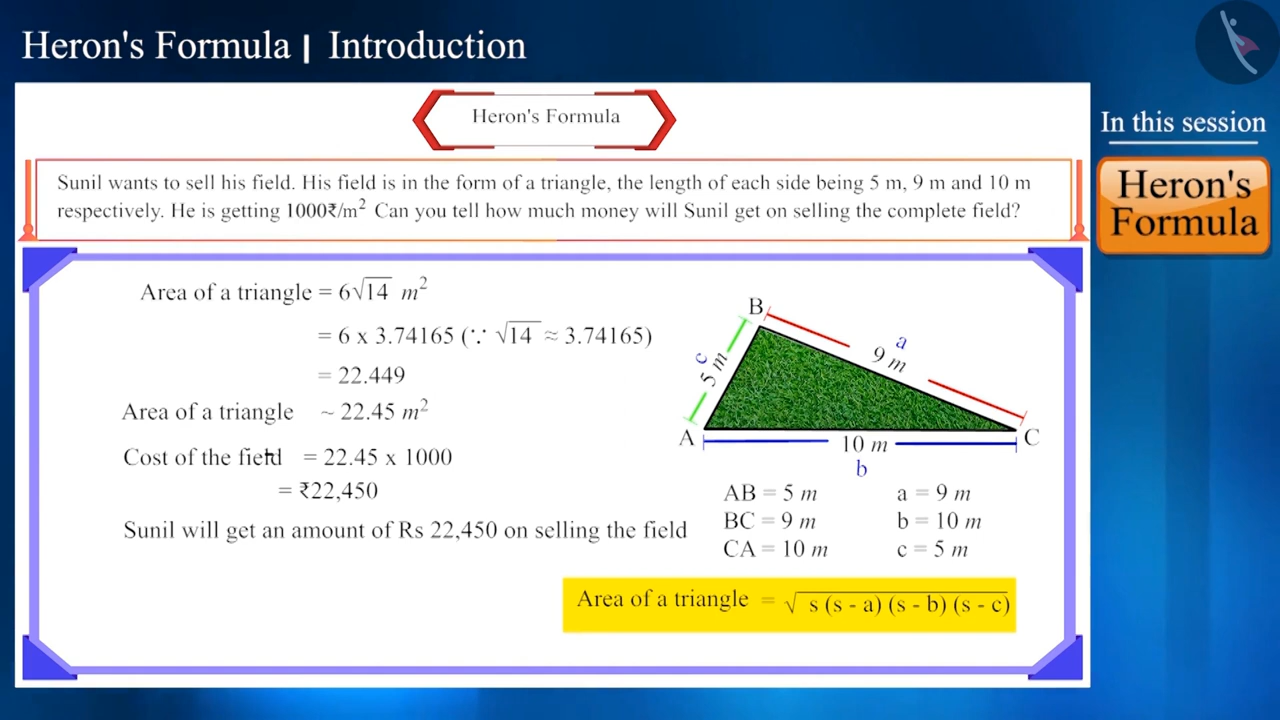 Heron's Formula | Introduction
In this session
Heron's
Formula
Heron's Formula
Sunil wants to sell his field. His field is in the form of a triangle, the length of each side being 5 m, 9 m and 10 m
respectively. He is getting 1000₹/m² Can you tell how much money will Sunil get on selling the complete field?
Area of a triangle = 6√14 m²
= 6 x 3.74165 (∵ √14 ≈ 3.74165)
= 22.449
Area of a triangle ~ 22.45 m²
Cost of the field = 22.45 x 1000
= ₹22,450
Sunil will get an amount of Rs 22,450 on selling the field
B
c
5 m
a
9 m
A
C
10 m
b
AB = 5 m a = 9 m
BC = 9 m b = 10 m
CA = 10 m c = 5 m
Area of a triangle = √s (s - a) (s - b) (s - c)